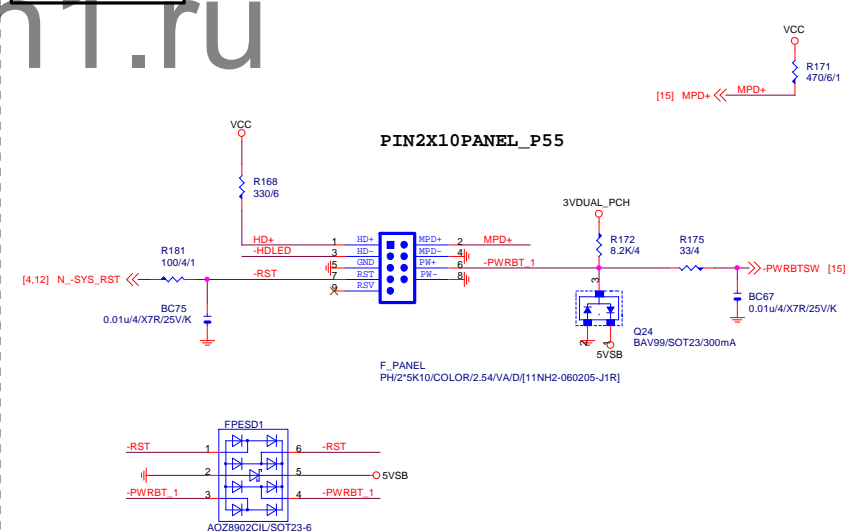 h1.ru
VCC
R171
470/6/1
[15] MPD+ MPD+
PIN2X10PANEL_P55
VCC
R168
330/6
3VDUAL_PCH
R172
8.2K/4
R175
33/4
HD+ 1 HD+ MPD+ 2 MPD+
-HDLED 3 HD- MPD- 4
5 GND PW+ 6 -PWRBT_1
-RST 7 RST PW- 8
9 RSV
R181
100/4/1
[4,12] N_-SYS_RST
-PWRBTSW [15]
BC75
0.01u/4/X7R/25V/K
BC67
0.01u/4/X7R/25V/K
3
2 1
Q24
BAV99/SOT23/300mA
5VSB
F_PANEL
PH/2*5K10/COLOR/2.54/VA/D/[11NH2-060205-J1R]
FPESD1
-RST 1 6 -RST
2 5 5VSB
-PWRBT_1 3 4 -PWRBT_1
AOZ8902CIL/SOT23-6